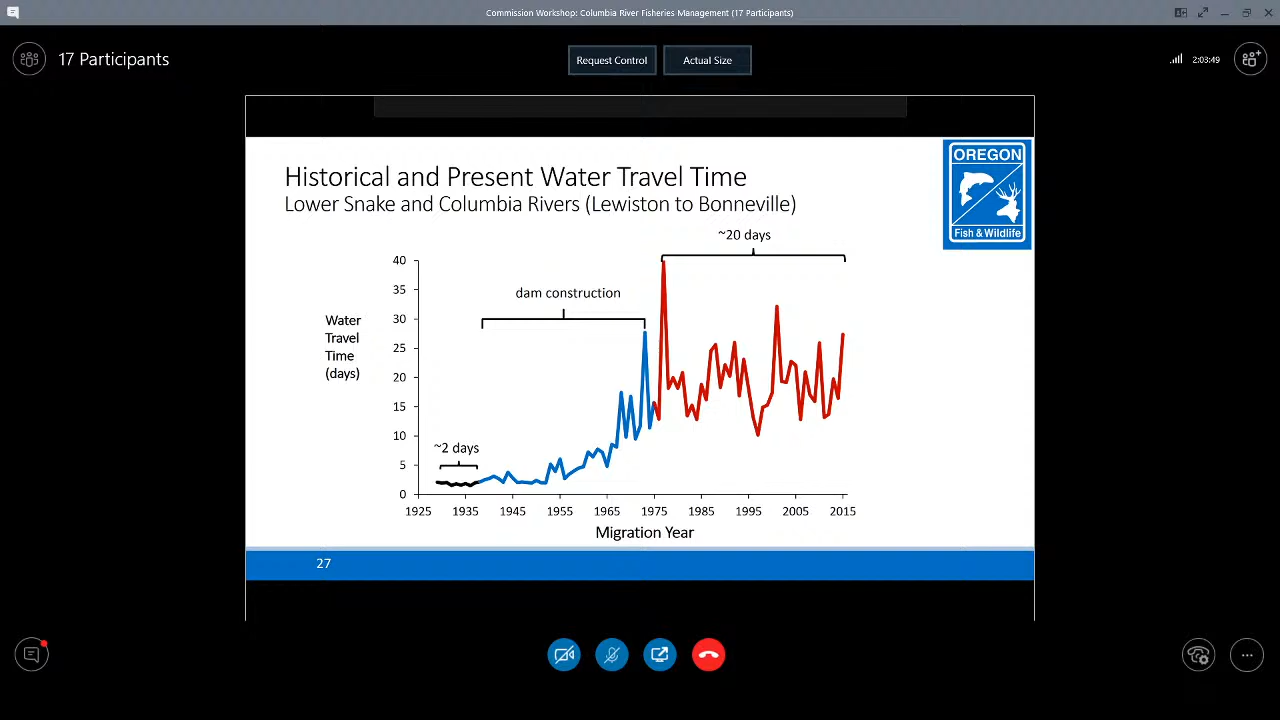 Commission Workshop: Columbia River Fisheries Management (17 Participants)
17 Participants
Request Control
Actual Size
2:03:49
Historical and Present Water Travel Time
Lower Snake and Columbia Rivers (Lewiston to Bonneville)
OREGON
Fish & Wildlife
~20 days
dam construction
~2 days
Water
Travel
Time
(days)
40
35
30
25
20
15
10
5
0
1925 1935 1945 1955 1965 1975 1985 1995 2005 2015
Migration Year
27